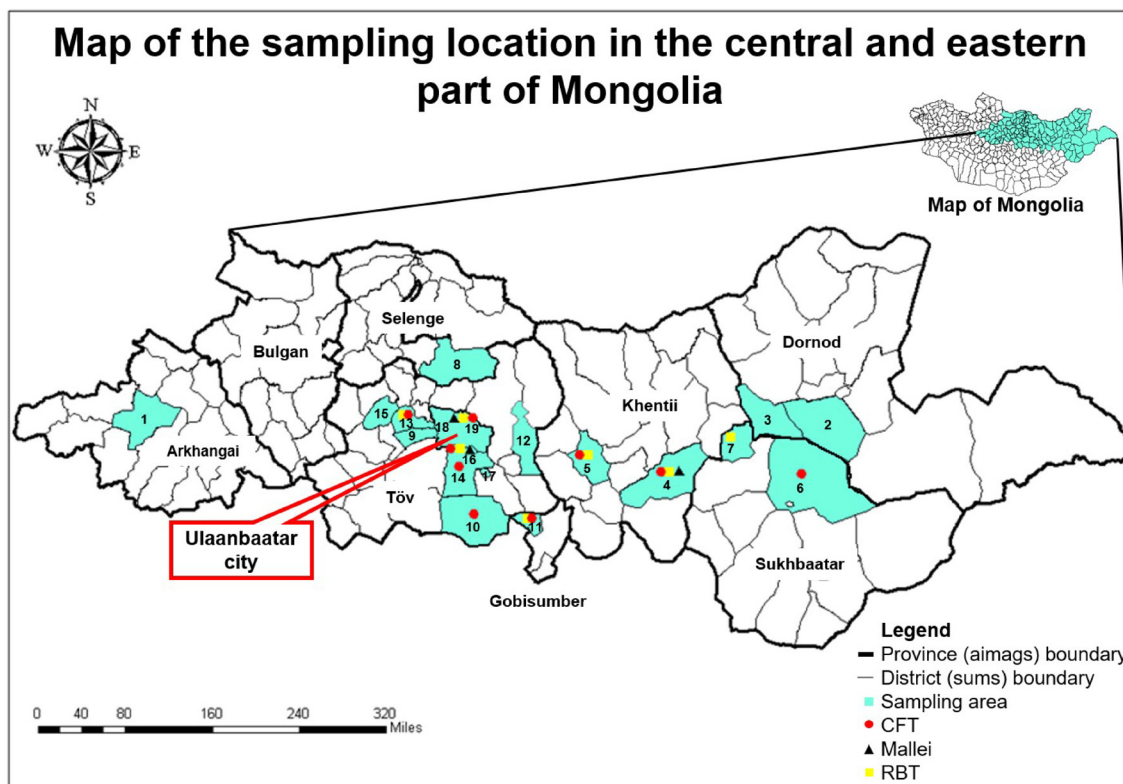 Map of the sampling location in the central and eastern
part of Mongolia
N
W E
S
Map of Mongolia
Selenge
Bulgan
Dornod
8
Khentii
1
15
13
18
19
3
2
9
12
7
Arkhangai
16
5
14
17
4
6
Töv
10
11
Ulaanbaatar
city
Sukhbaatar
Gobisumber
Legend
Province (aimags) boundary
District (sums) boundary
Sampling area
CFT
Mallei
RBT
0 40 80 160 240 320
Miles